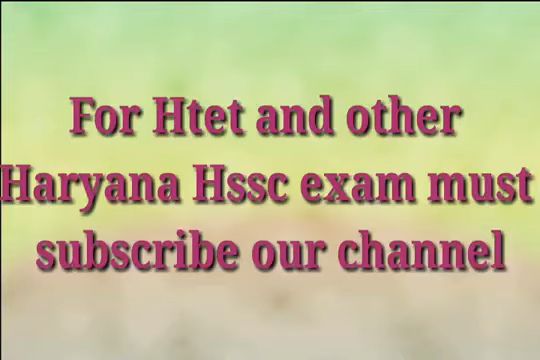 For Htet and other
Haryana Hssc exam must
subscribe our channel